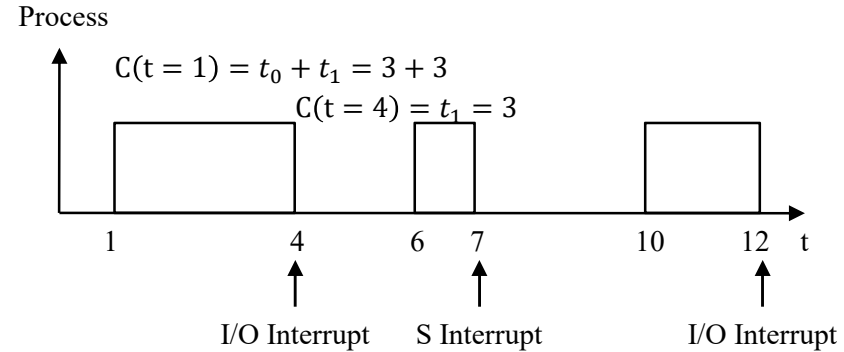 Process
C(t = 1) = t₀ + t₁ = 3 + 3
C(t = 4) = t₁ = 3
1 4 6 7 10 12 t
I/O Interrupt S Interrupt I/O Interrupt